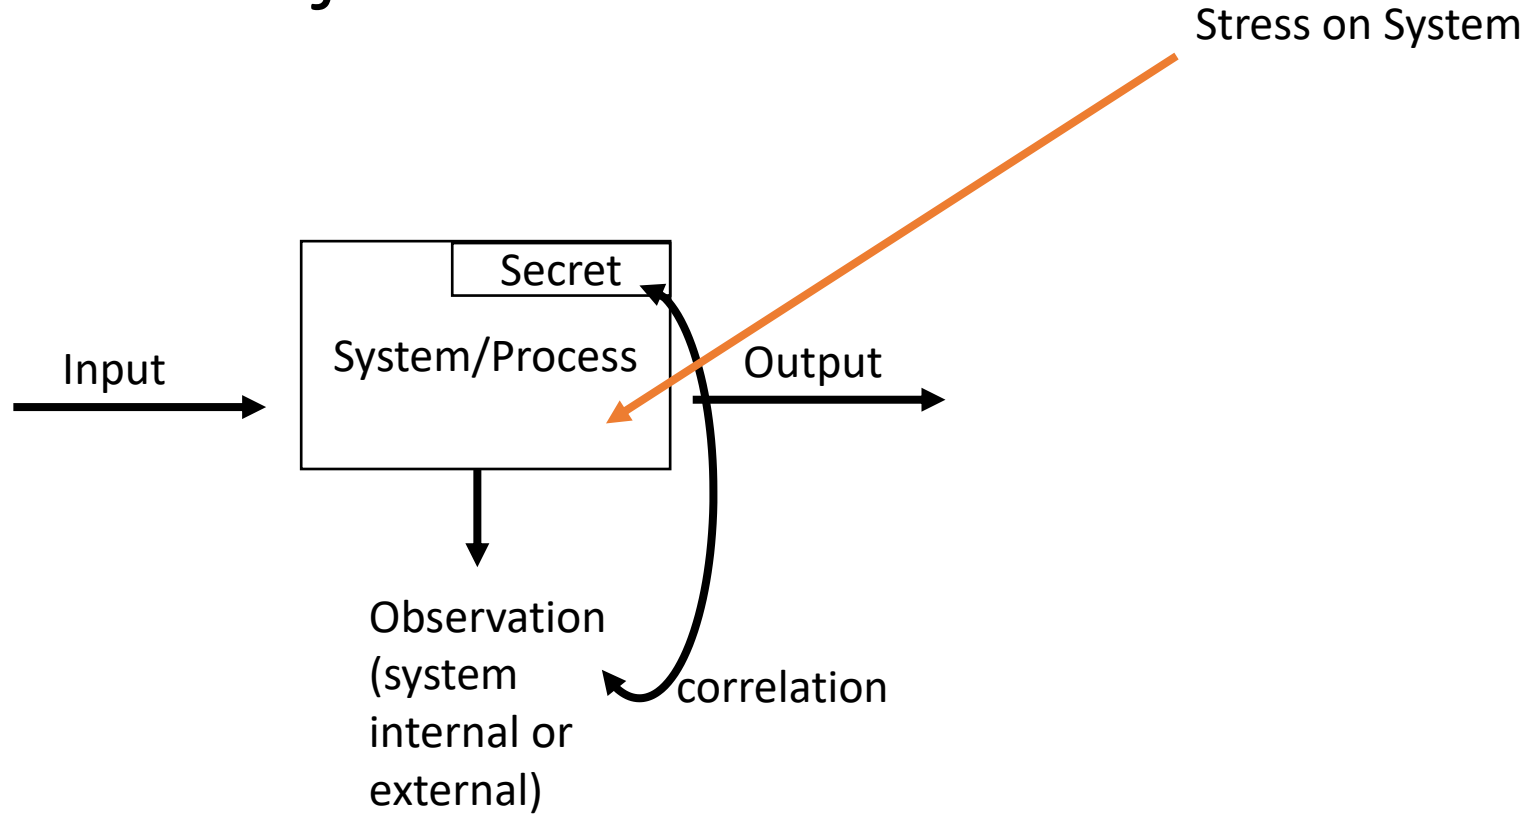 Stress on System
Secret
System/Process
Input
Output
Observation
(system
internal or
external)
correlation